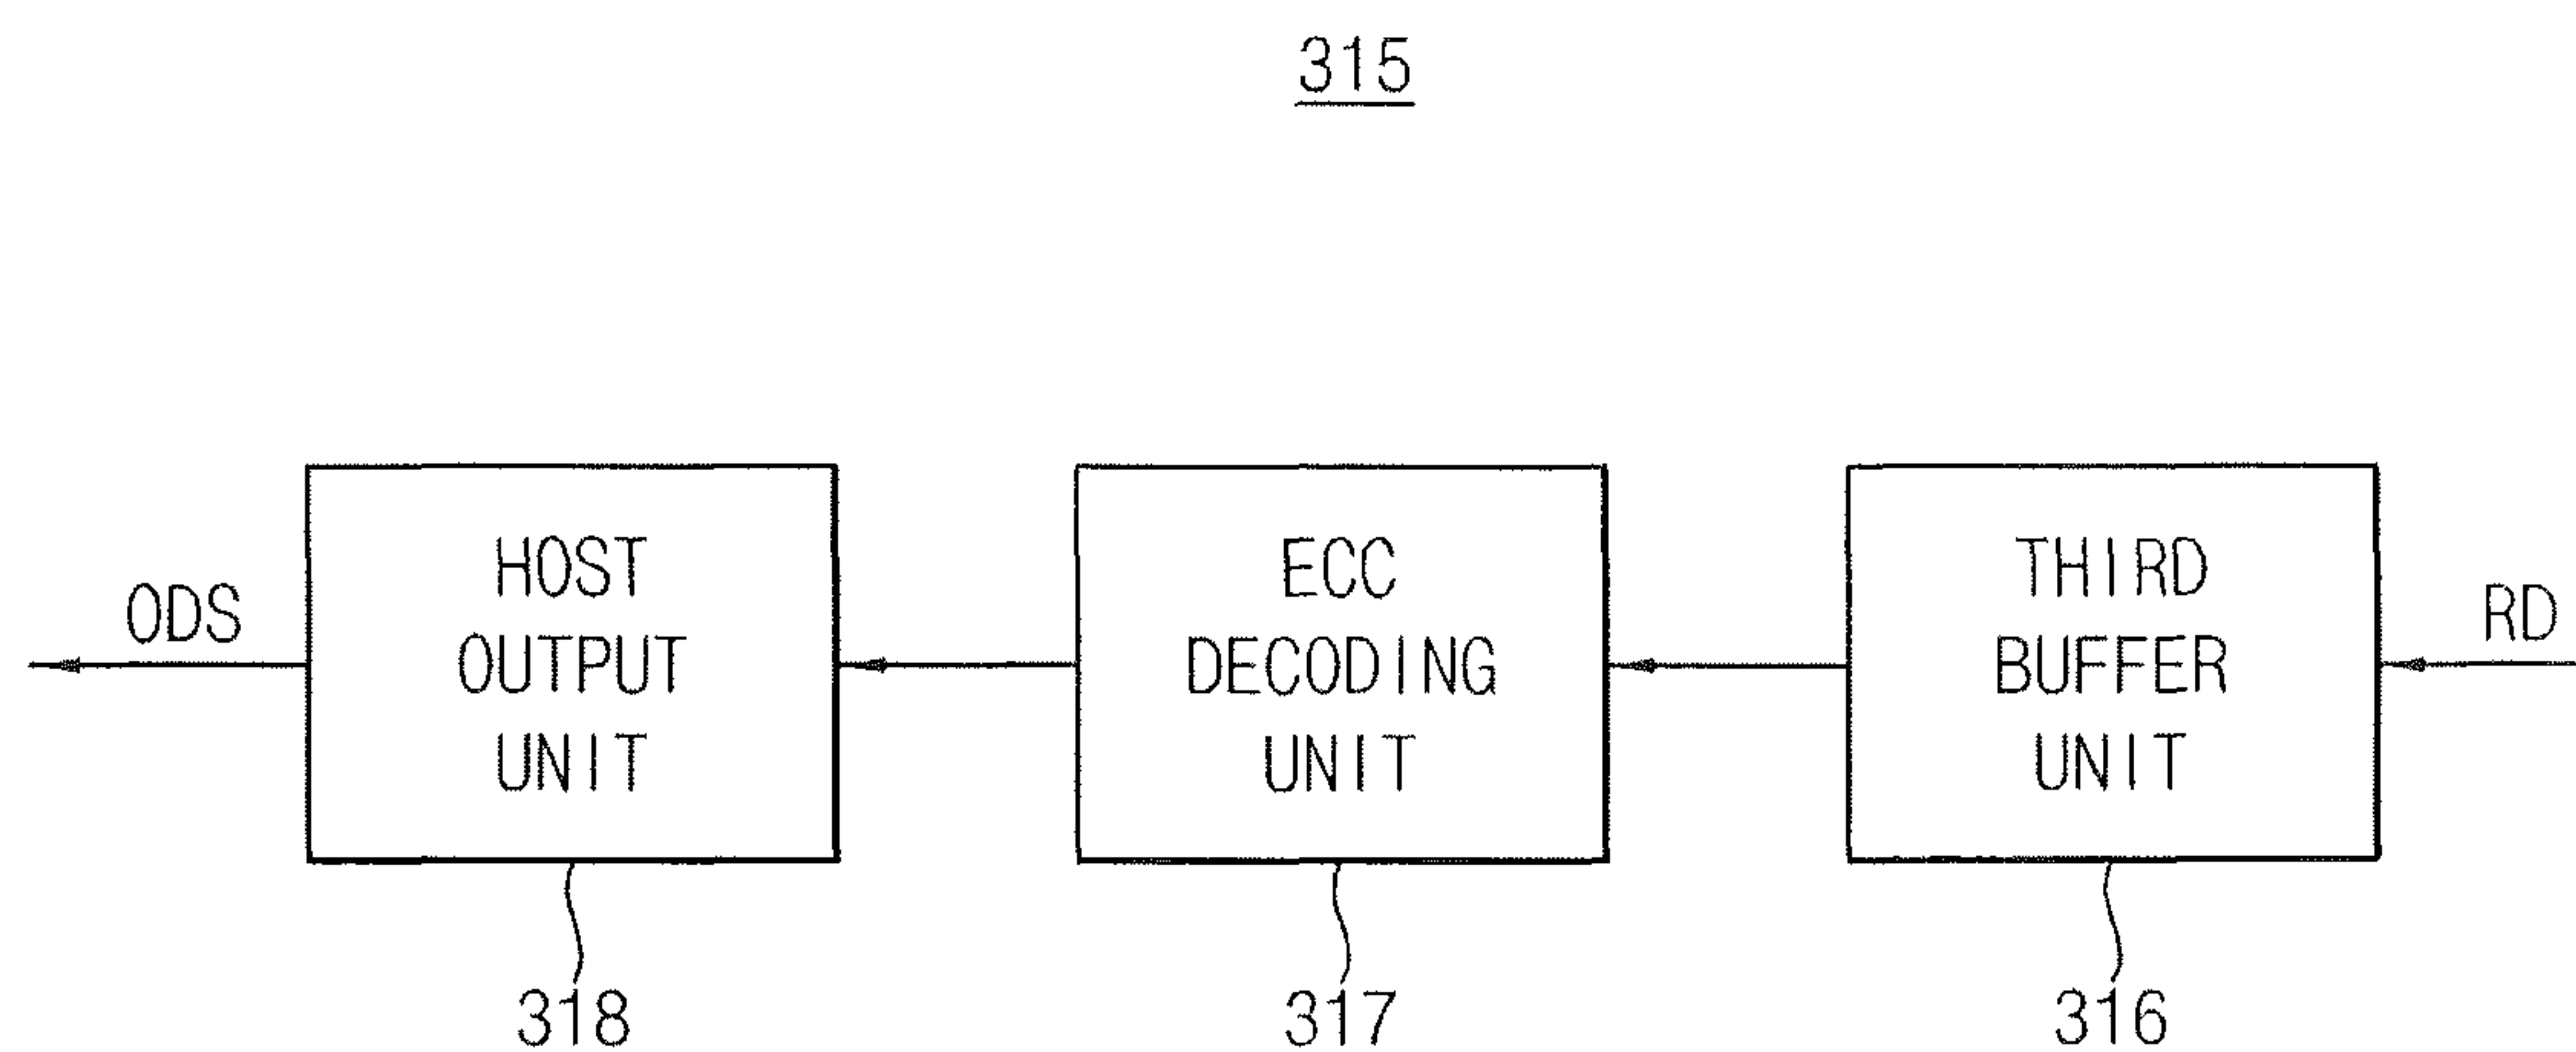 315
HOST
OUTPUT
UNIT
ECC
DECODING
UNIT
THIRD
BUFFER
UNIT
ODS
RD
318
317
316